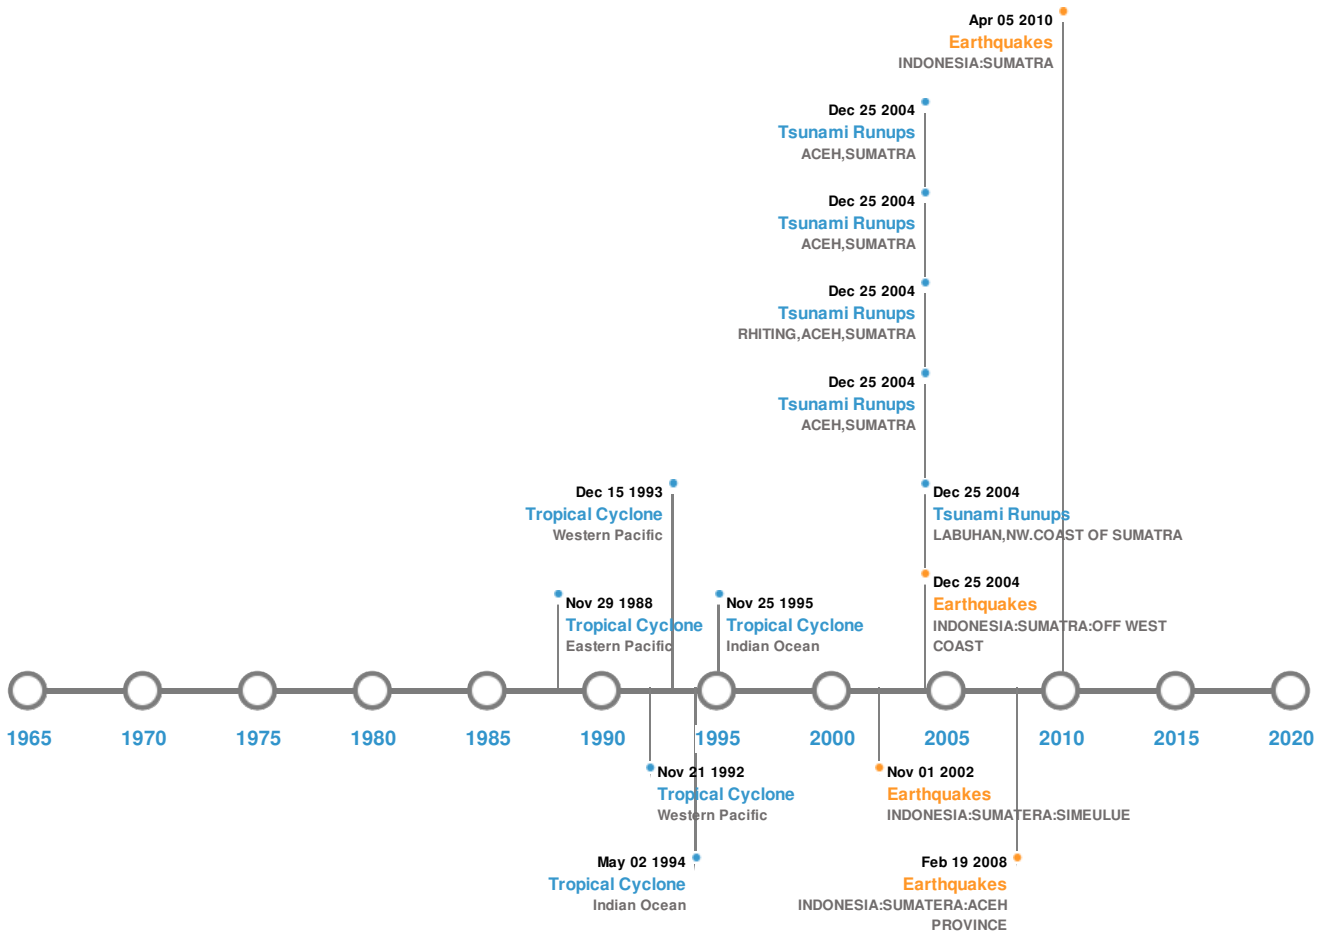 Apr 05 2010
Earthquakes
INDONESIA:SUMATRA
Dec 25 2004
Tsunami Runups
ACEH,SUMATRA
Dec 25 2004
Tsunami Runups
ACEH,SUMATRA
Dec 25 2004
Tsunami Runups
RHITING,ACEH,SUMATRA
Dec 25 2004
Tsunami Runups
ACEH,SUMATRA
Dec 15 1993
Tropical Cyclone
Western Pacific
Dec 25 2004
Tsunami Runups
LABUHAN,NW.COAST OF SUMATRA
Nov 29 1988
Tropical Cyclone
Eastern Pacific
Nov 25 1995
Tropical Cyclone
Indian Ocean
Dec 25 2004
Earthquakes
INDONESIA:SUMATRA:OFF WEST
COAST
1965 1970 1975 1980 1985 1990 1995 2000 2005 2010 2015 2020
Nov 21 1992
Tropical Cyclone
Western Pacific
Nov 01 2002
Earthquakes
INDONESIA:SUMATERA:SIMEULUE
May 02 1994
Tropical Cyclone
Indian Ocean
Feb 19 2008
Earthquakes
INDONESIA:SUMATERA:ACEH
PROVINCE